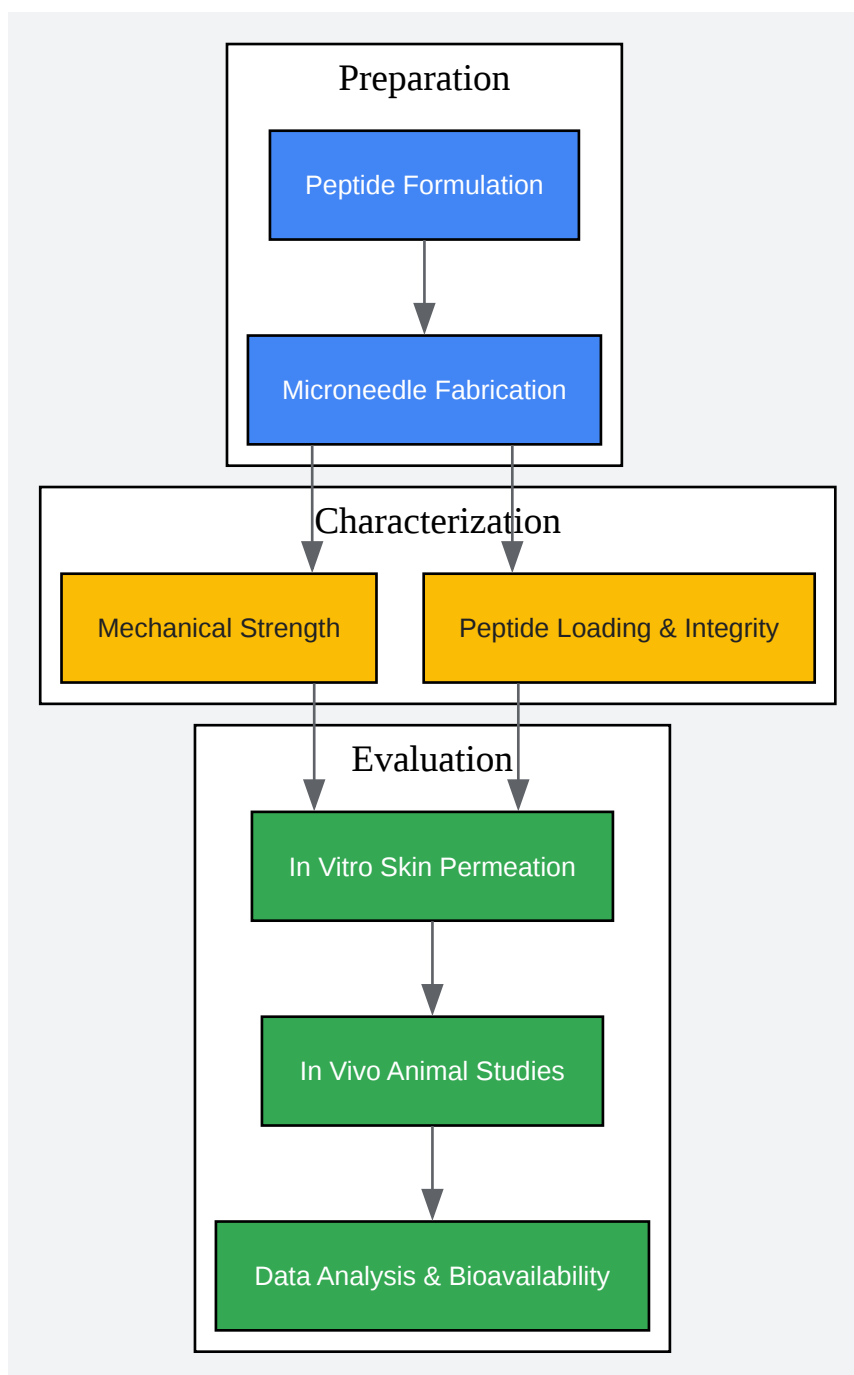 Preparation
Peptide Formulation
Microneedle Fabrication
Characterization
Mechanical Strength
Peptide Loading & Integrity
Evaluation
In Vitro Skin Permeation
In Vivo Animal Studies
Data Analysis & Bioavailability